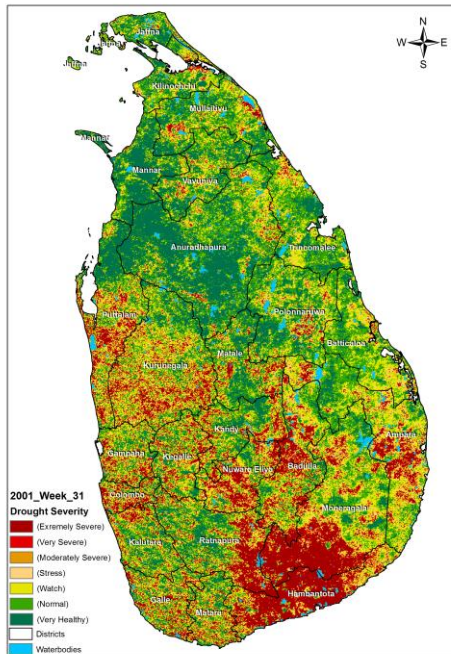 Jaffna
Jaffna
Jaffna
Kilinochchi
Mullaitivu
Mannar
Mannar
Vavuniya
Anuradhapura
Trincomalee
Puttalam
Polonnaruwa
Batticaloa
Matale
Kurunegala
Kandy
Ampara
Gampaha
Kegalle
Nuwara Eliya
Badulla
Colombo
Moneragala
Kalutara
Ratnapura
Hambantota
Galle
Matara
N
W E
S
2001_Week_31
Drought Severity
(Exremely Severe)
(Very Severe)
(Moderately Severe)
(Stress)
(Watch)
(Normal)
(Very Healthy)
Districts
Waterbodies